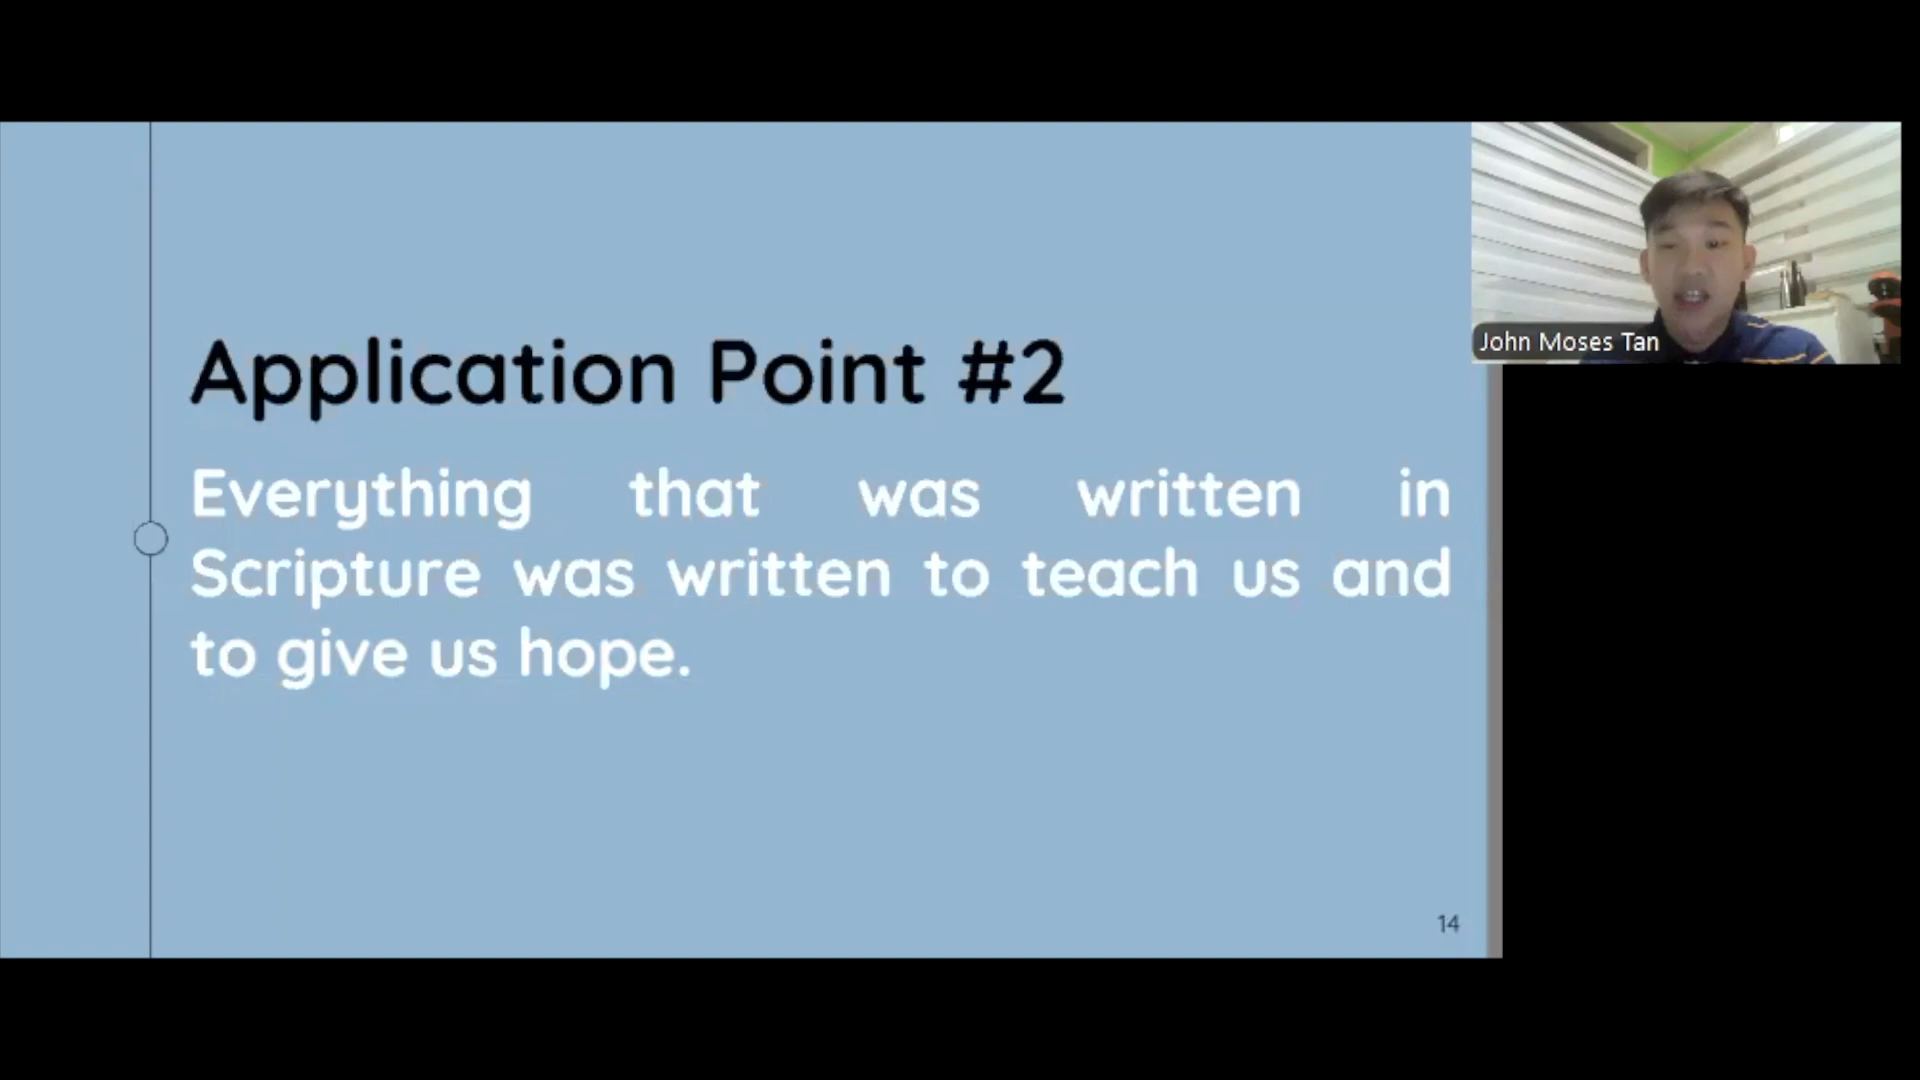 Application Point #2
Everything that was written in
Scripture was written to teach us and
to give us hope.
John Moses Tan
14